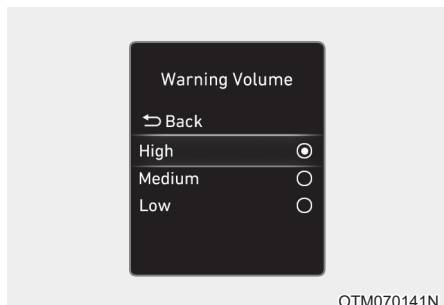 Warning Volume
Back
High
Medium
Low
OTM070141N